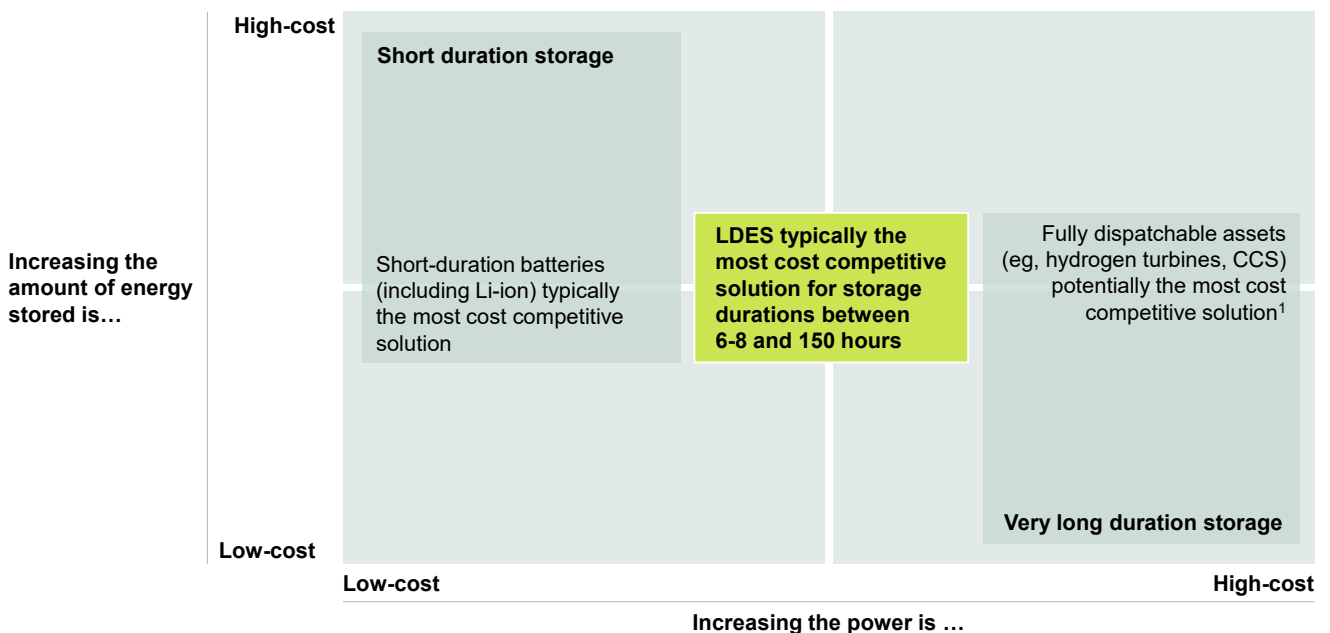 High-cost
Short duration storage
Increasing the
amount of energy
stored is…
Short-duration batteries
(including Li-ion) typically
the most cost competitive
solution
LDES typically the
most cost competitive
solution for storage
durations between
6-8 and 150 hours
Fully dispatchable assets
(eg, hydrogen turbines, CCS)
potentially the most cost
competitive solution¹
Very long duration storage
Low-cost
Low-cost
High-cost
Increasing the power is …